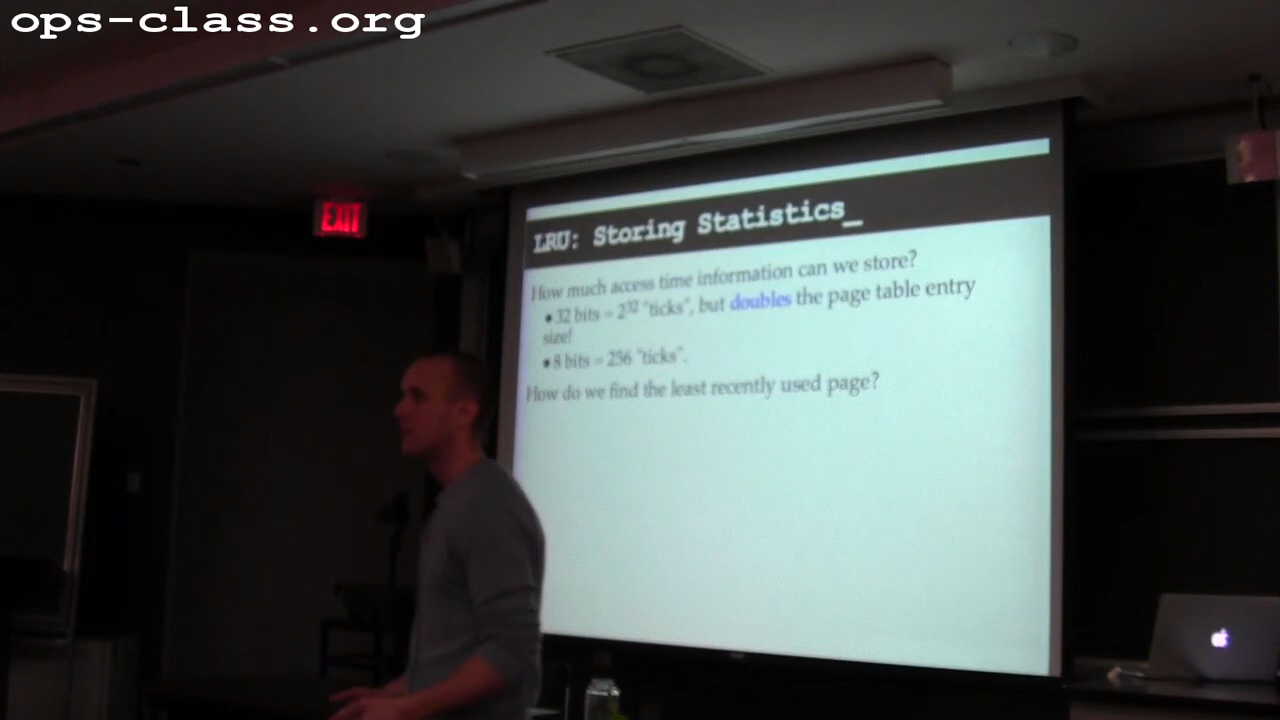 ops-class.org
EXIT
LRU: Storing Statistics_
How much access time information can we store?
• 32 bits = 2³² "ticks", but doubles the page table entry
size!
• 8 bits = 256 "ticks".
How do we find the least recently used page?